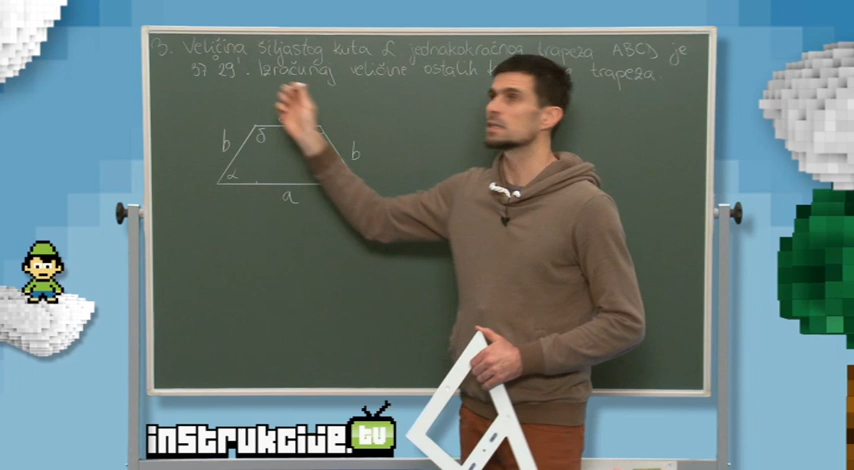 3. Veličina šiljastog kuta α jednakokračnog trapeza ABCD je
37°29'. Izračunaj veličine ostalih trapeza.
δ
b
b
α
a
instrukcije.tv